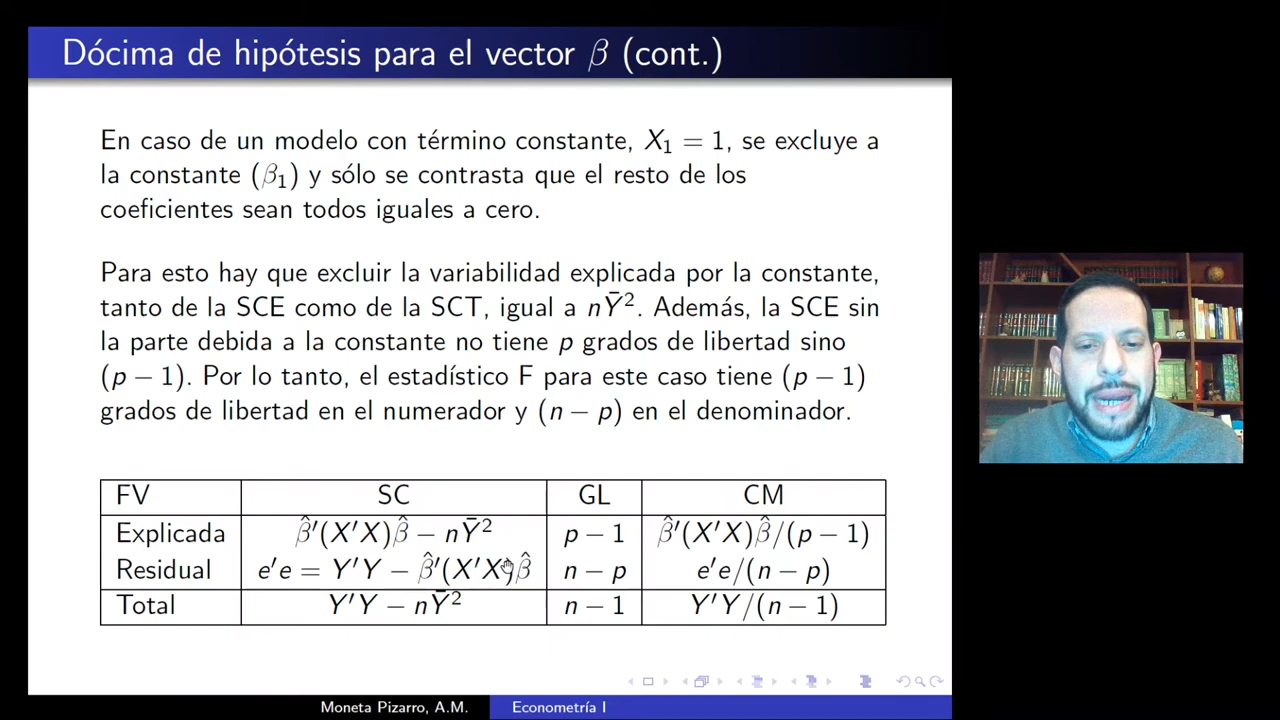 Dócima de hipótesis para el vector β (cont.)
En caso de un modelo con término constante, X₁ = 1, se excluye a
la constante (β₁) y sólo se contrasta que el resto de los
coeficientes sean todos iguales a cero.
Para esto hay que excluir la variabilidad explicada por la constante,
tanto de la SCE como de la SCT, igual a nȲ². Además, la SCE sin
la parte debida a la constante no tiene p grados de libertad sino
(p − 1). Por lo tanto, el estadístico F para este caso tiene (p − 1)
grados de libertad en el numerador y (n − p) en el denominador.
FV SC GL CM
Explicada β̂′(X′X)β̂ − nȲ² p − 1 β̂′(X′X)β̂/(p − 1)
Residual e′e = Y′Y − β̂′(X′X)β̂ n − p e′e/(n − p)
Total Y′Y − nȲ² n − 1 Y′Y/(n − 1)
Moneta Pizarro, A.M. Econometría I